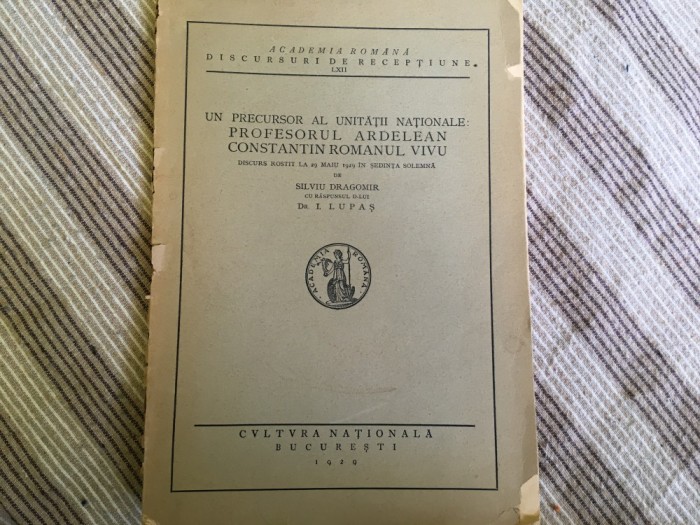 ACADEMIA ROMÂNĂ
DISCURSURI DE RECEPȚIUNE
LXII
UN PRECURSOR AL UNITĂȚII NAȚIONALE:
PROFESORUL ARDELEAN
CONSTANTIN ROMANUL VIVU
DISCURS ROSTIT LA 29 MAIU 1929 ÎN ȘEDINȚA SOLEMNĂ
DE
SILVIU DRAGOMIR
CU RĂSPUNSUL D-LUI
DR. I. LUPAȘ
ACADEMIA ROMANA
CVLTVRA NAȚIONALĂ
BUCUREȘTI
1929